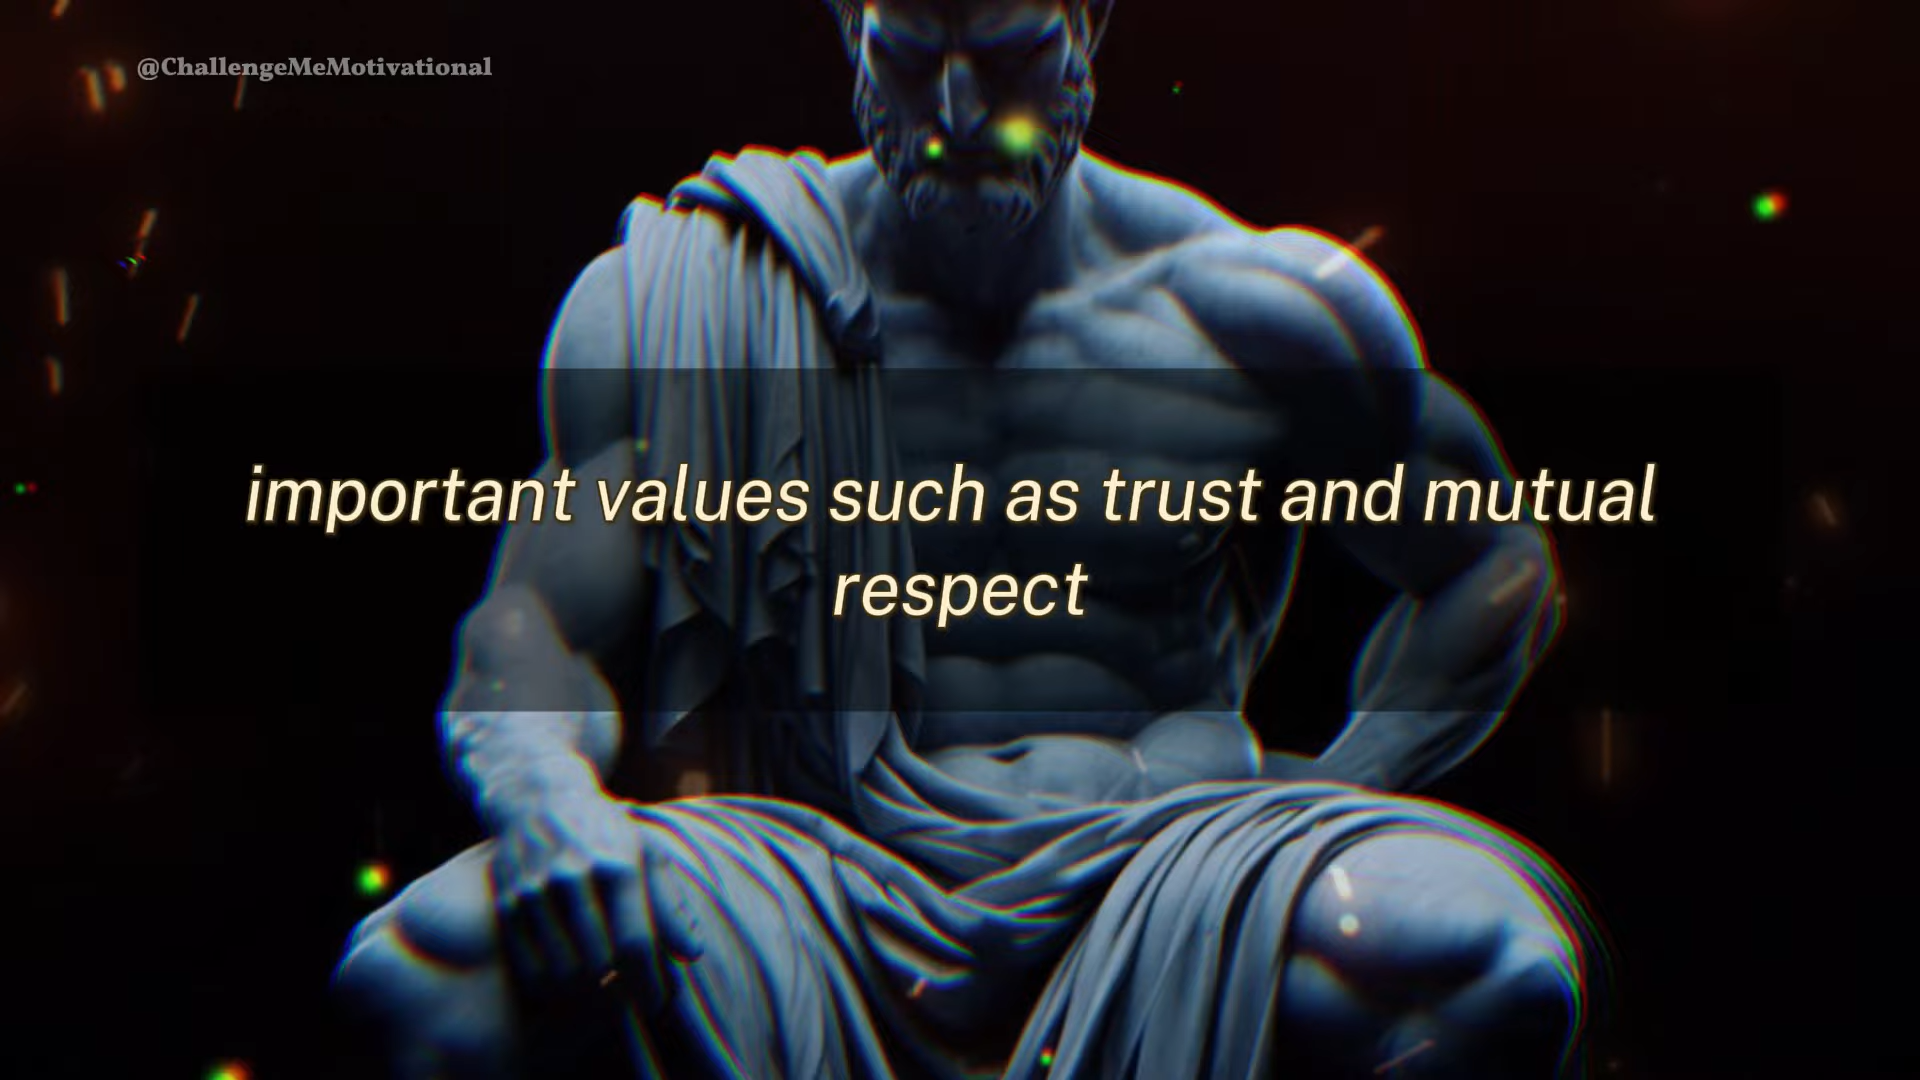 @ChallengeMeMotivational
important values such as trust and mutual
respect